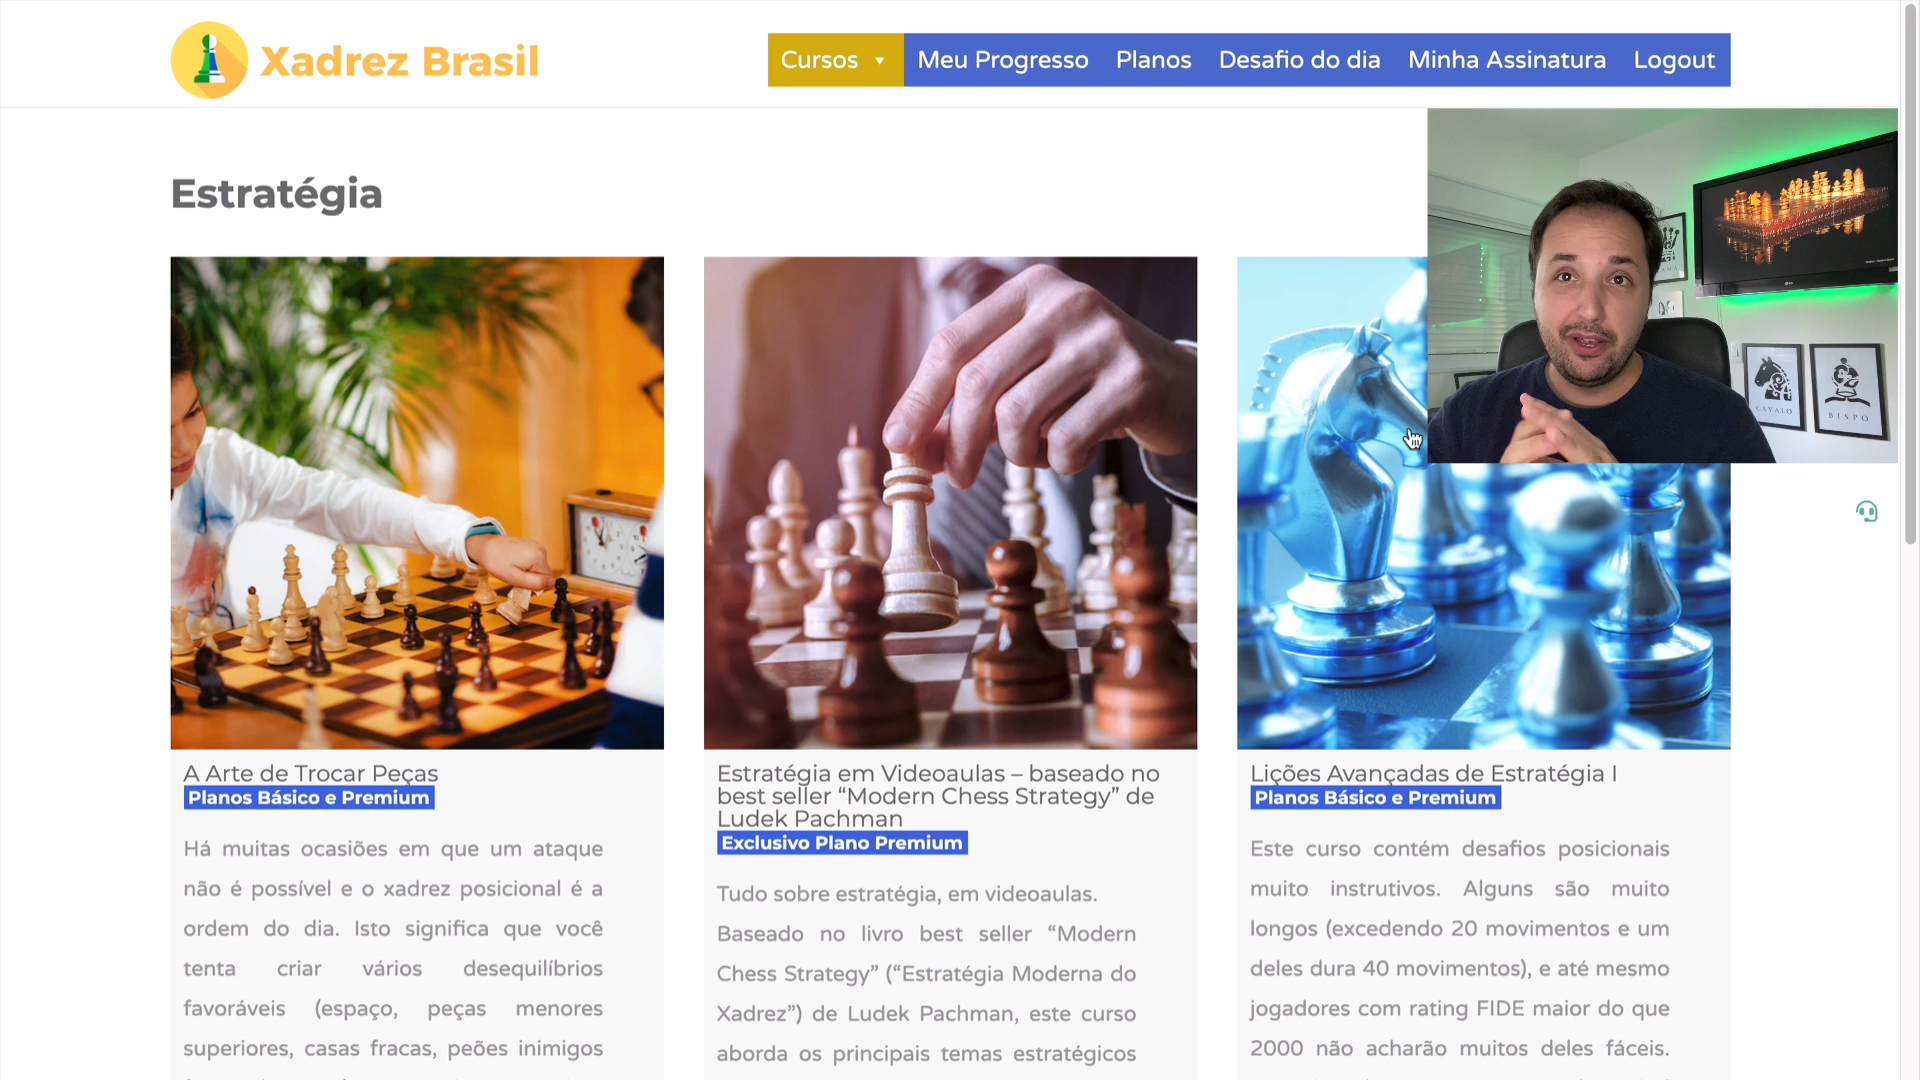 Xadrez Brasil
Cursos ▼ Meu Progresso Planos Desafio do dia Minha Assinatura Logout
Estratégia
CAVALO
BISPO
A Arte de Trocar Peças
Planos Básico e Premium
Há muitas ocasiões em que um ataque
não é possível e o xadrez posicional é a
ordem do dia. Isto significa que você
tenta criar vários desequilíbrios
favoráveis (espaço, peças menores
superiores, casas fracas, peões inimigos
Estratégia em Videoaulas – baseado no
best seller “Modern Chess Strategy” de
Ludek Pachman
Exclusivo Plano Premium
Tudo sobre estratégia, em videoaulas.
Baseado no livro best seller “Modern
Chess Strategy” (“Estratégia Moderna do
Xadrez”) de Ludek Pachman, este curso
aborda os principais temas estratégicos
Lições Avançadas de Estratégia I
Planos Básico e Premium
Este curso contém desafios posicionais
muito instrutivos. Alguns são muito
longos (excedendo 20 movimentos e um
deles dura 40 movimentos), e até mesmo
jogadores com rating FIDE maior do que
2000 não acharão muitos deles fáceis.